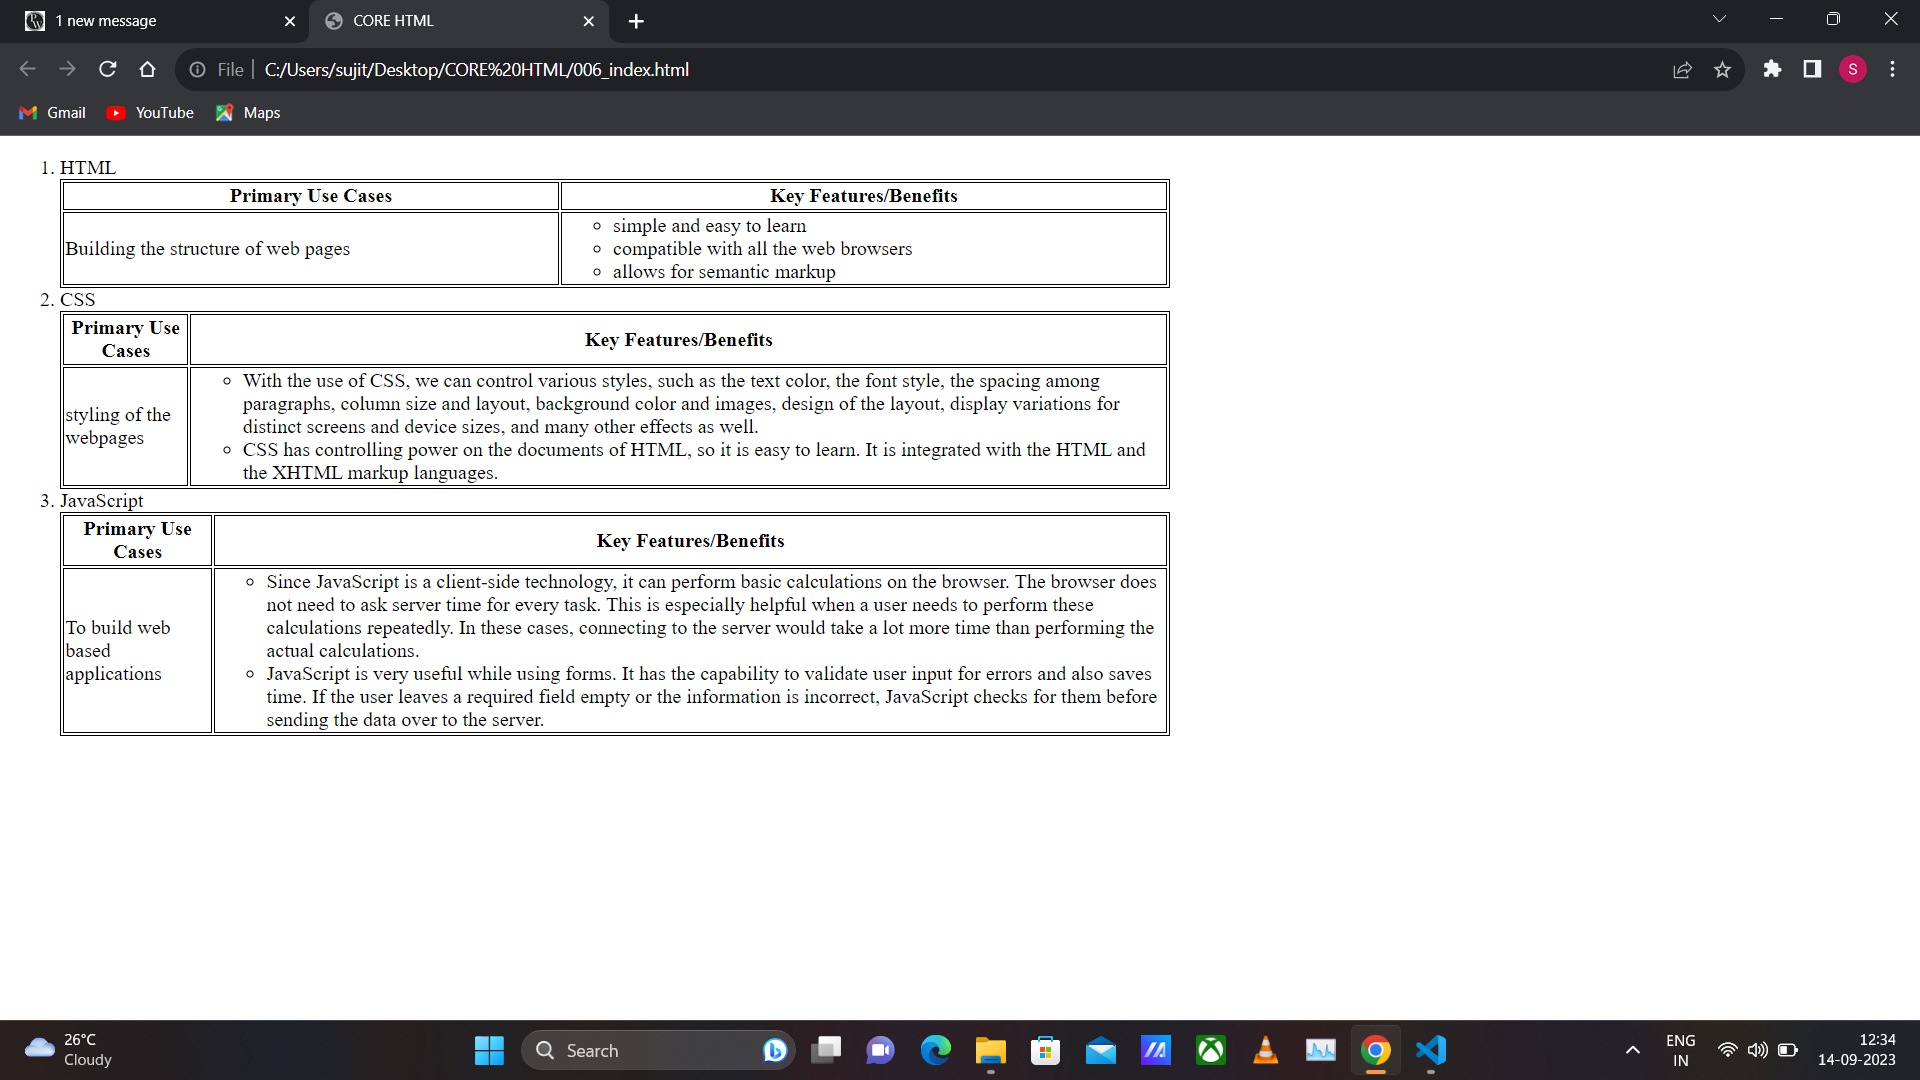 1 new message
CORE HTML
File
C:/Users/sujit/Desktop/CORE%20HTML/006_index.html
S
Gmail
YouTube
Maps
1. HTML
Primary Use Cases
Key Features/Benefits
Building the structure of web pages
simple and easy to learn
compatible with all the web browsers
allows for semantic markup
2. CSS
Primary Use
Cases
Key Features/Benefits
styling of the
webpages
With the use of CSS, we can control various styles, such as the text color, the font style, the spacing among
paragraphs, column size and layout, background color and images, design of the layout, display variations for
distinct screens and device sizes, and many other effects as well.
CSS has controlling power on the documents of HTML, so it is easy to learn. It is integrated with the HTML and
the XHTML markup languages.
3. JavaScript
Primary Use
Cases
Key Features/Benefits
To build web
based
applications
Since JavaScript is a client-side technology, it can perform basic calculations on the browser. The browser does
not need to ask server time for every task. This is especially helpful when a user needs to perform these
calculations repeatedly. In these cases, connecting to the server would take a lot more time than performing the
actual calculations.
JavaScript is very useful while using forms. It has the capability to validate user input for errors and also saves
time. If the user leaves a required field empty or the information is incorrect, JavaScript checks for them before
sending the data over to the server.
26°C
Cloudy
Search
ENG
IN
12:34
14-09-2023